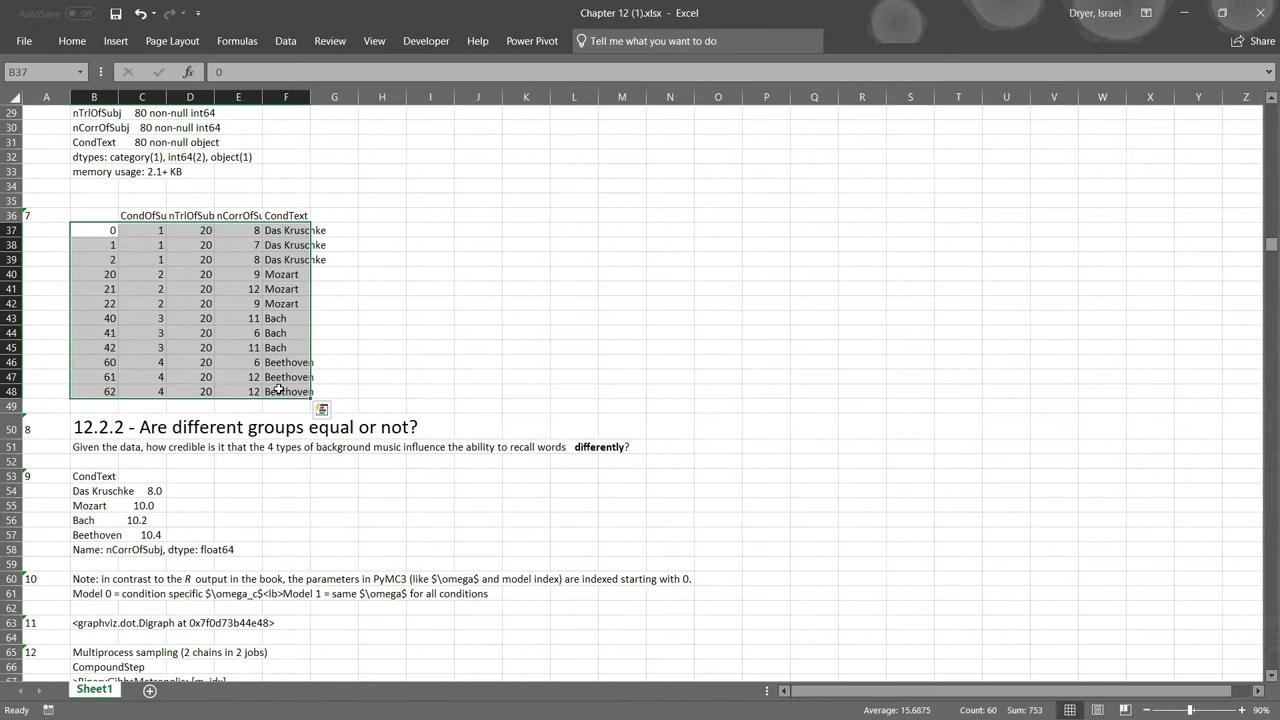 AutoSave Off
Chapter 12 (1).xlsx - Excel
Dryer, Israel
File Home Insert Page Layout Formulas Data Review View Developer Help Power Pivot Tell me what you want to do Share
B37 fx 0
A B C D E F G H I J K L M N O P Q R S T U V W X Y Z
29 nTrlOfSubj 80 non-null int64
30 nCorrOfSubj 80 non-null int64
31 CondText 80 non-null object
32 dtypes: category(1), int64(2), object(1)
33 memory usage: 2.1+ KB
34
35
36 7 CondOfSu nTrlOfSub nCorrOfSu CondText
37 0 1 20 8 Das Kruschke
38 1 1 20 7 Das Kruschke
39 2 1 20 8 Das Kruschke
40 20 2 20 9 Mozart
41 21 2 20 12 Mozart
42 22 2 20 9 Mozart
43 40 3 20 11 Bach
44 41 3 20 6 Bach
45 42 3 20 11 Bach
46 60 4 20 6 Beethoven
47 61 4 20 12 Beethoven
48 62 4 20 12 Beethoven
49
50 8 12.2.2 - Are different groups equal or not?
51 Given the data, how credible is it that the 4 types of background music influence the ability to recall words differently?
52
53 9 CondText
54 Das Kruschke 8.0
55 Mozart 10.0
56 Bach 10.2
57 Beethoven 10.4
58 Name: nCorrOfSubj, dtype: float64
59
60 10 Note: in contrast to the R output in the book, the parameters in PyMC3 (like $\omega$ and model index) are indexed starting with 0.
61 Model 0 = condition specific $\omega_c$<lb>Model 1 = same $\omega$ for all conditions
62
63 11 <graphviz.dot.Digraph at 0x7f0d73b44e48>
64
65 12 Multiprocess sampling (2 chains in 2 jobs)
66 CompoundStep
67 >BinaryGibbsMetropolis: [m_idx]
Sheet1
Ready Average: 15.6875 Count: 60 Sum: 753 90%